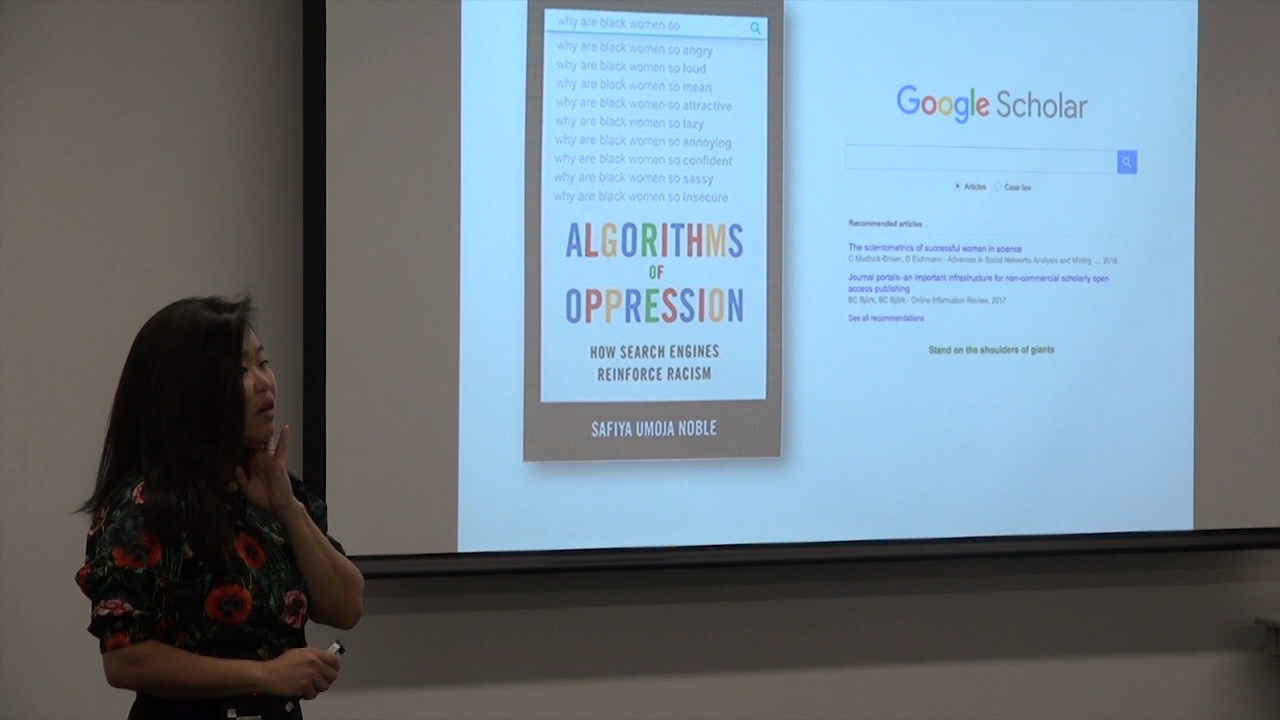 why are black women so
why are black women so angry
why are black women so loud
why are black women so mean
why are black women so attractive
why are black women so lazy
why are black women so annoying
why are black women so confident
why are black women so sassy
why are black women so insecure
ALGORITHMS
OF
OPPRESSION
HOW SEARCH ENGINES
REINFORCE RACISM
SAFIYA UMOJA NOBLE
Google Scholar
Articles Case law
Recommended articles
The scientometrics of successful women in science
C Madlock-Brown, D Eichmann - Advances in Social Networks Analysis and Mining ..., 2016
Journal portals–an important infrastructure for non-commercial scholarly open
access publishing
BC Björk, BC Björk - Online Information Review, 2017
See all recommendations
Stand on the shoulders of giants